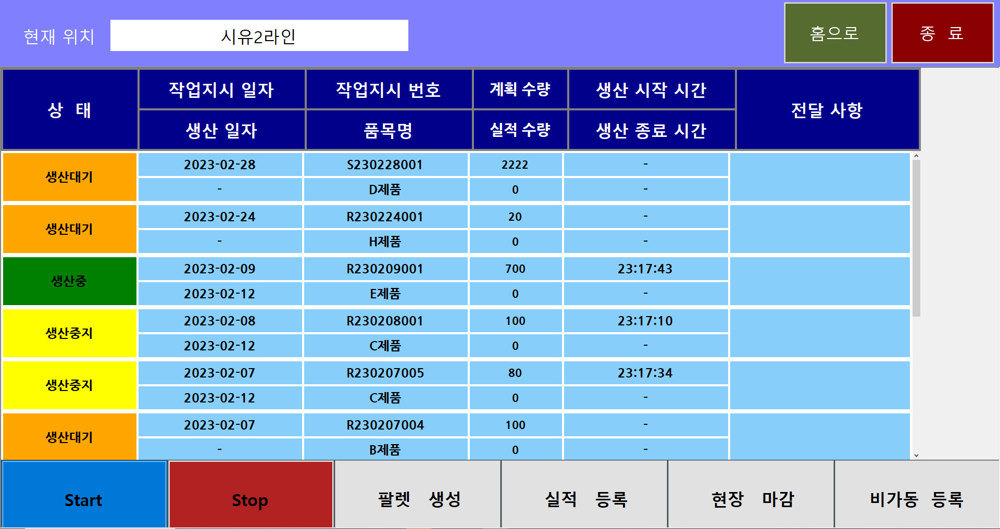 현재 위치 시유2라인 홈으로 종 료
상 태 작업지시 일자 작업지시 번호 계획 수량 생산 시작 시간 전달 사항
생산 일자 품목명 실적 수량 생산 종료 시간
생산대기 2023-02-28 S230228001 2222 -
- D제품 0 -
생산대기 2023-02-24 R230224001 20 -
- H제품 0 -
생산중 2023-02-09 R230209001 700 23:17:43
2023-02-12 E제품 0 -
생산중지 2023-02-08 R230208001 100 23:17:10
2023-02-12 C제품 0 -
생산중지 2023-02-07 R230207005 80 23:17:34
2023-02-12 C제품 0 -
생산대기 2023-02-07 R230207004 100 -
- B제품 0 -
Start Stop 팔렛 생성 실적 등록 현장 마감 비가동 등록